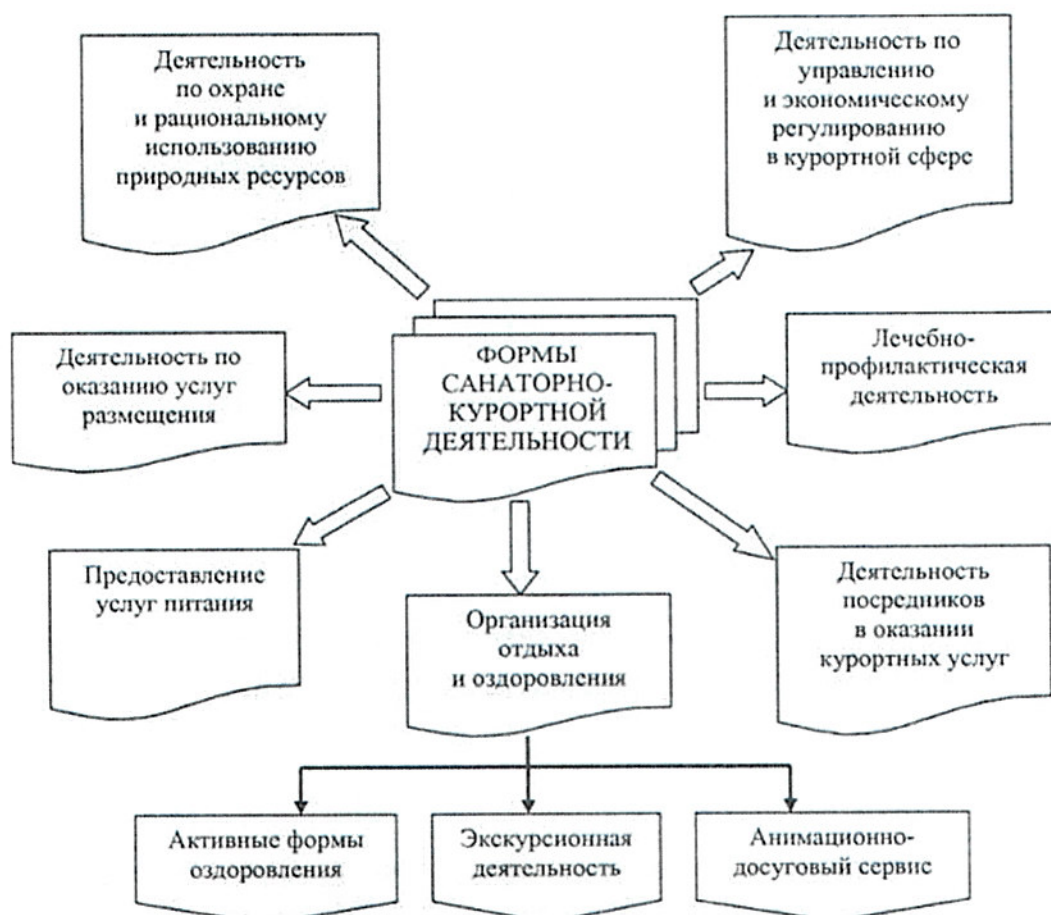 Деятельность
по охране
и рациональному
использованию
природных ресурсов
Деятельность по
управлению
и экономическому
регулированию
в курортной сфере
Деятельность по
оказанию услуг
размещения
ФОРМЫ
САНАТОРНО-
КУРОРТНОЙ
ДЕЯТЕЛЬНОСТИ
Лечебно-
профилактическая
деятельность
Предоставление
услуг питания
Организация
отдыха
и оздоровления
Деятельность
посредников
в оказании
курортных услуг
Активные формы
оздоровления
Экскурсионная
деятельность
Анимационно-
досуговый сервис